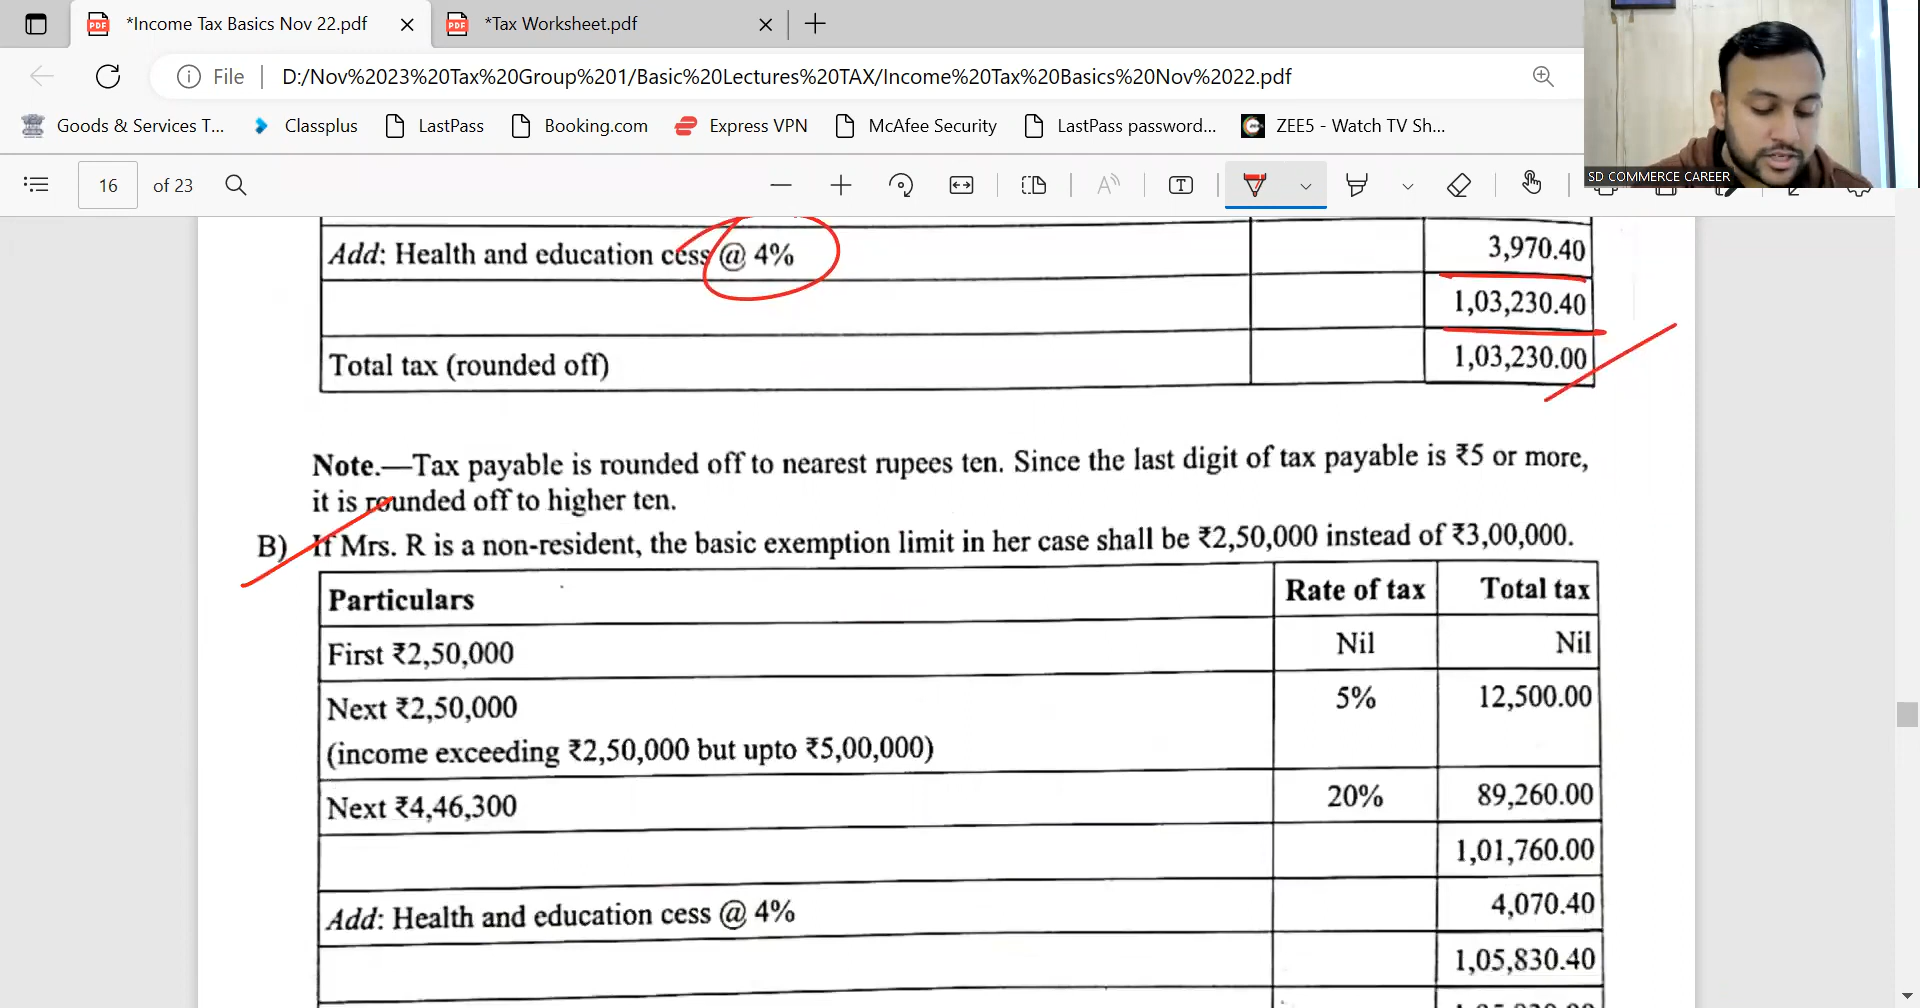 *Income Tax Basics Nov 22.pdf
*Tax Worksheet.pdf
File
D:/Nov%2023%20Tax%20Group%201/Basic%20Lectures%20TAX/Income%20Tax%20Basics%20Nov%2022.pdf
Goods & Services T...
Classplus
LastPass
Booking.com
Express VPN
McAfee Security
LastPass password...
ZEE5 - Watch TV Sh...
SD COMMERCE CAREER
16
of 23
Add: Health and education cess @ 4% 3,970.40
1,03,230.40
Total tax (rounded off) 1,03,230.00
Note.—Tax payable is rounded off to nearest rupees ten. Since the last digit of tax payable is ₹5 or more,
it is rounded off to higher ten.
B) If Mrs. R is a non-resident, the basic exemption limit in her case shall be ₹2,50,000 instead of ₹3,00,000.
Particulars Rate of tax Total tax
First ₹2,50,000 Nil Nil
Next ₹2,50,000 5% 12,500.00
(income exceeding ₹2,50,000 but upto ₹5,00,000)
Next ₹4,46,300 20% 89,260.00
1,01,760.00
Add: Health and education cess @ 4% 4,070.40
1,05,830.40